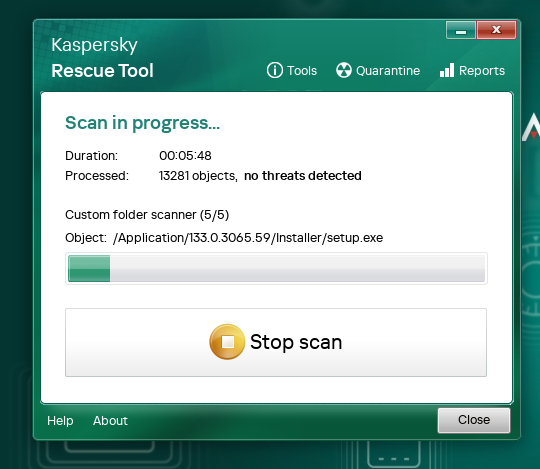 Kaspersky
Rescue Tool
Tools Quarantine Reports
Scan in progress...
Duration: 00:05:48
Processed: 13281 objects, no threats detected
Custom folder scanner (5/5)
Object: /Application/133.0.3065.59/Installer/setup.exe
Stop scan
Help About Close